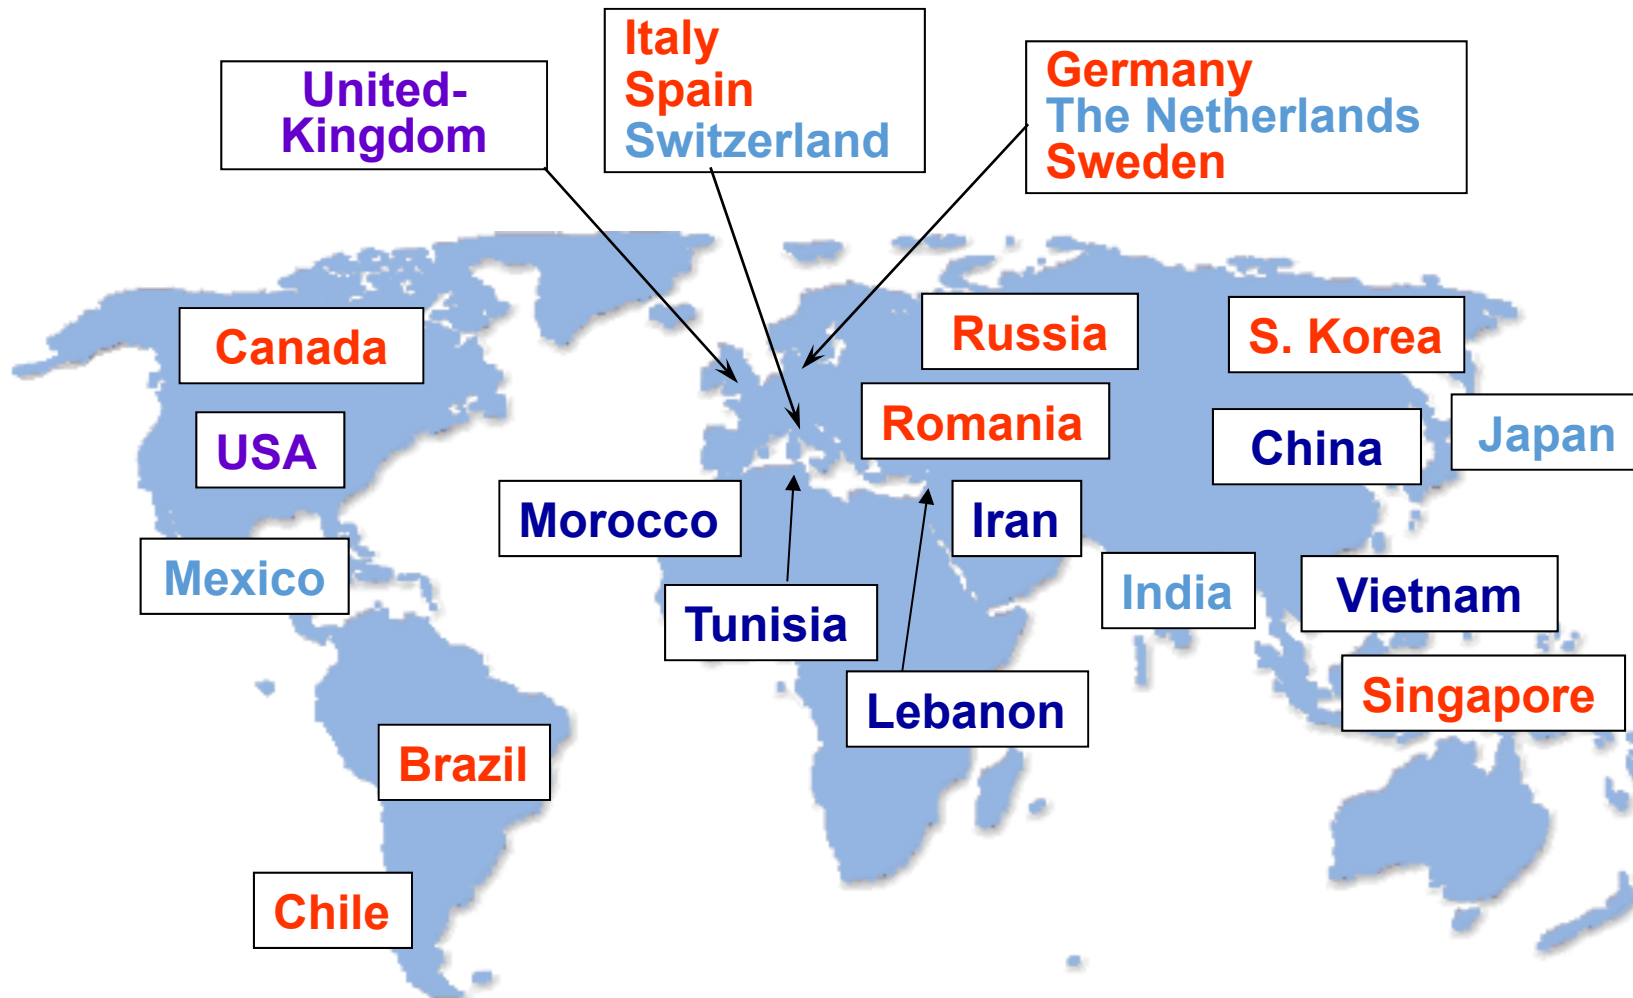 United-
Kingdom
Italy
Spain
Switzerland
Germany
The Netherlands
Sweden
Canada
Russia
S. Korea
USA
Romania
China
Japan
Morocco
Iran
Mexico
India
Vietnam
Tunisia
Lebanon
Singapore
Brazil
Chile